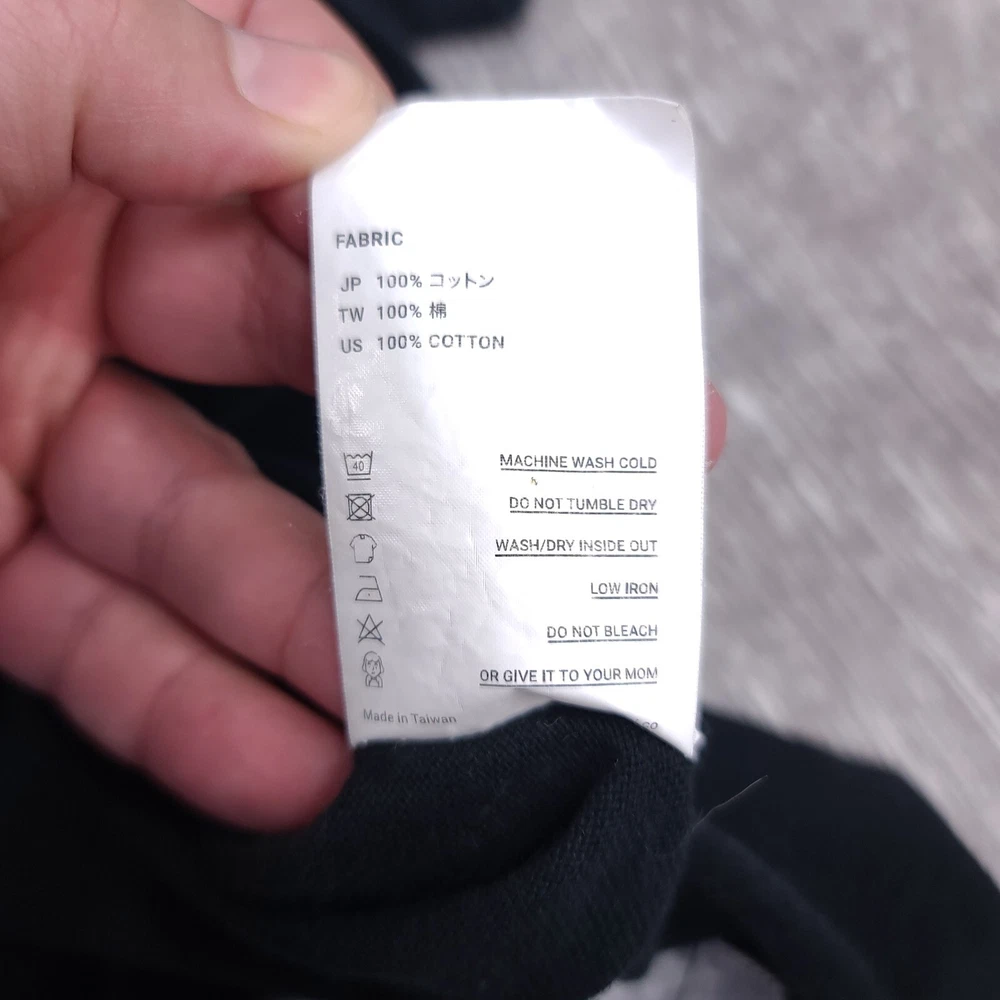 FABRIC
JP 100% コットン
TW 100% 棉
US 100% COTTON
40 MACHINE WASH COLD
DO NOT TUMBLE DRY
WASH/DRY INSIDE OUT
LOW IRON
DO NOT BLEACH
OR GIVE IT TO YOUR MOM
Made in Taiwan